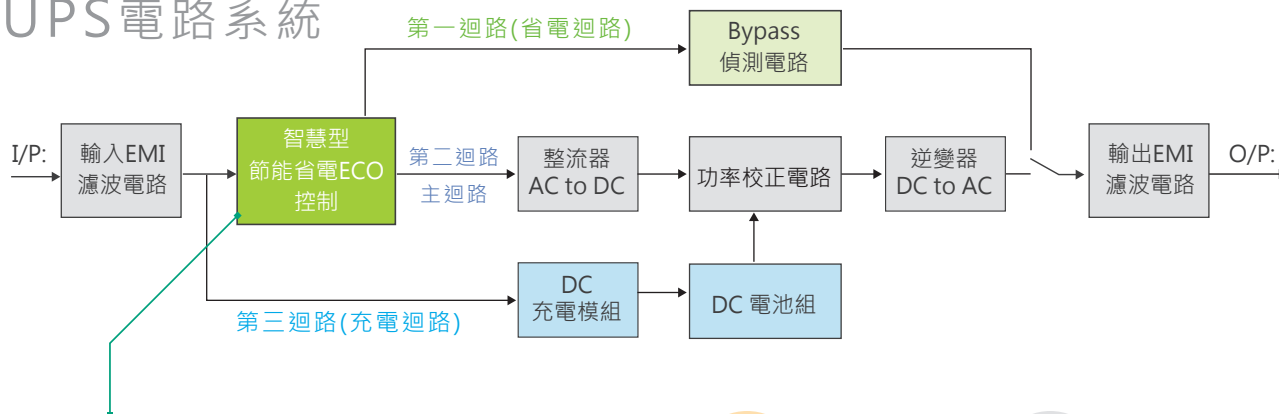 UPS電路系統
第一迴路(省電迴路)
Bypass
偵測電路
I/P:
輸入EMI
濾波電路
智慧型
節能省電ECO
控制
第二迴路
主迴路
整流器
AC to DC
功率校正電路
逆變器
DC to AC
輸出EMI
濾波電路
O/P:
DC
充電模組
DC 電池組
第三迴路(充電迴路)